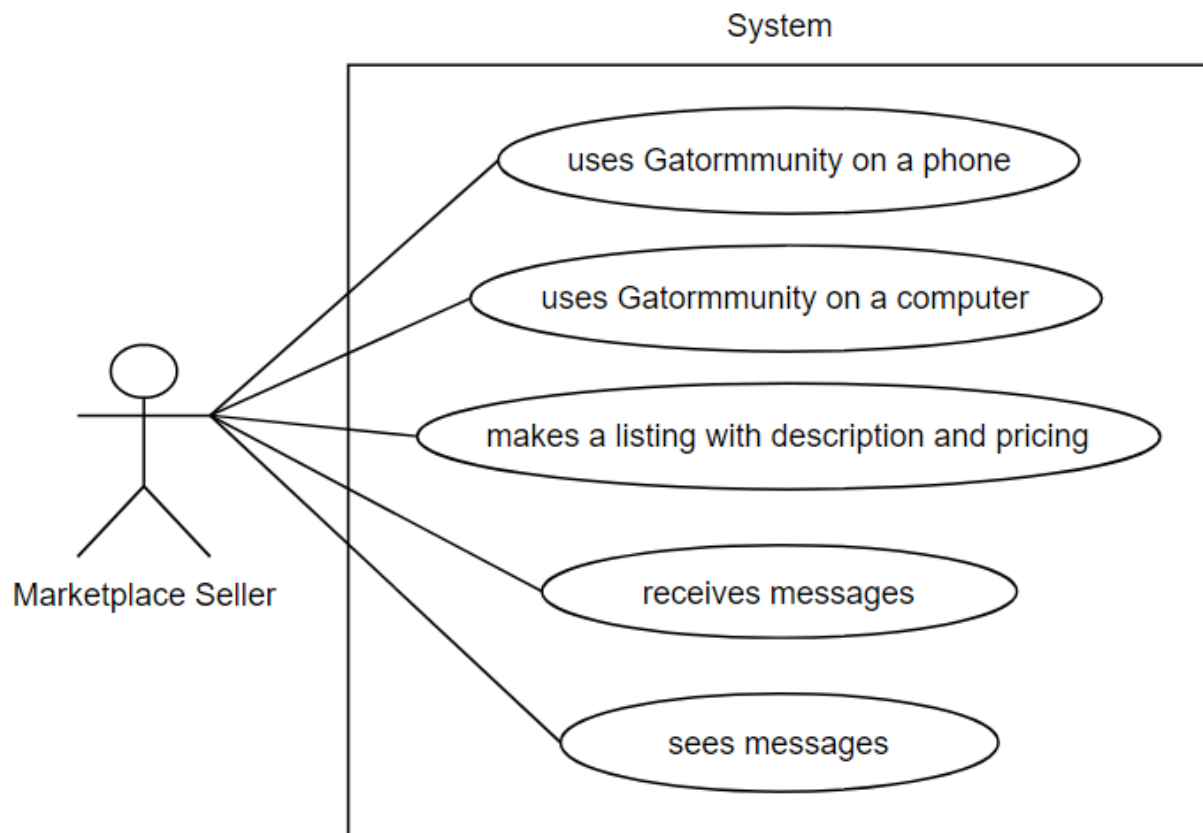 System
uses Gatormmunity on a phone
uses Gatormmunity on a computer
makes a listing with description and pricing
Marketplace Seller
receives messages
sees messages